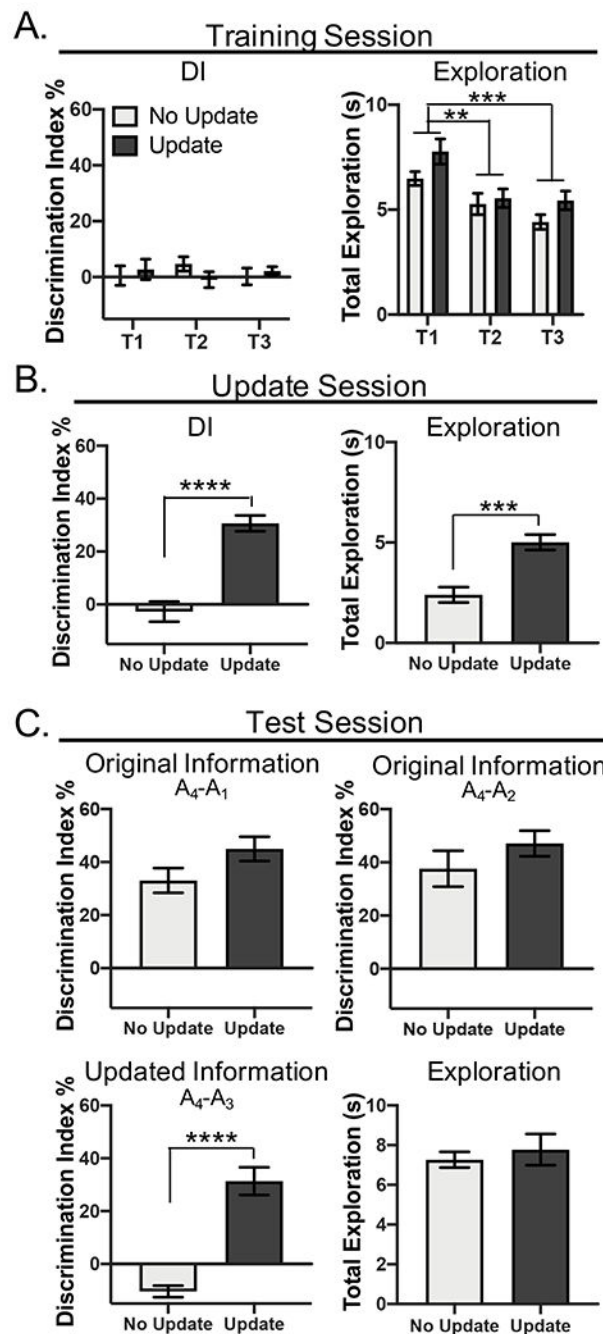 A.
Training Session
DI
Exploration
Discrimination Index %
60
40
20
0
No Update
Update
T1 T2 T3
Total Exploration (s)
10
5
0
***
**
T1 T2 T3
B.
Update Session
DI
Exploration
Discrimination Index %
60
40
20
0
****
No Update Update
Total Exploration (s)
10
5
0
***
No Update Update
C.
Test Session
Original Information
A₄-A₁
Discrimination Index %
60
40
20
0
No Update Update
Original Information
A₄-A₂
Discrimination Index %
60
40
20
0
No Update Update
Updated Information
A₄-A₃
Discrimination Index %
60
40
20
0
****
No Update Update
Exploration
Total Exploration (s)
10
8
6
4
2
0
No Update Update